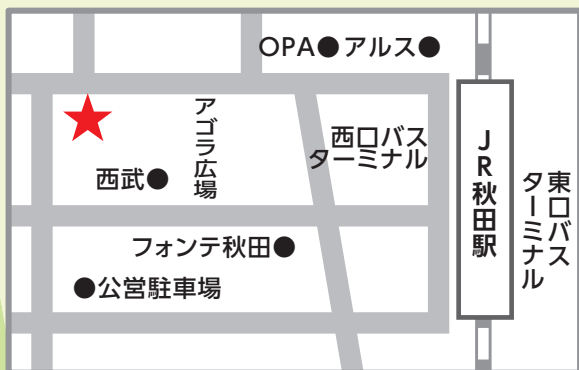 OPA●アルス●
アゴラ広場
西口バス
ターミナル
西武●
JR秋田駅
東口バス
ターミナル
フォンテ秋田●
●公営駐車場